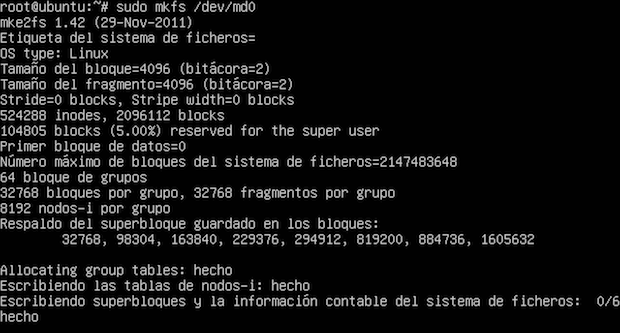 root@ubuntu:~# sudo mkfs /dev/md0
mke2fs 1.42 (29-Nov-2011)
Etiqueta del sistema de ficheros=
OS type: Linux
Tamaño del bloque=4096 (bitácora=2)
Tamaño del fragmento=4096 (bitácora=2)
Stride=0 blocks, Stripe width=0 blocks
524288 inodes, 2096112 blocks
104805 blocks (5.00%) reserved for the super user
Primer bloque de datos=0
Número máximo de bloques del sistema de ficheros=2147483648
64 bloque de grupos
32768 bloques por grupo, 32768 fragmentos por grupo
8192 nodos-i por grupo
Respaldo del superbloque guardado en los bloques:
32768, 98304, 163840, 229376, 294912, 819200, 884736, 1605632
Allocating group tables: hecho
Escribiendo las tablas de nodos-i: hecho
Escribiendo superbloques y la información contable del sistema de ficheros: 0/6
hecho